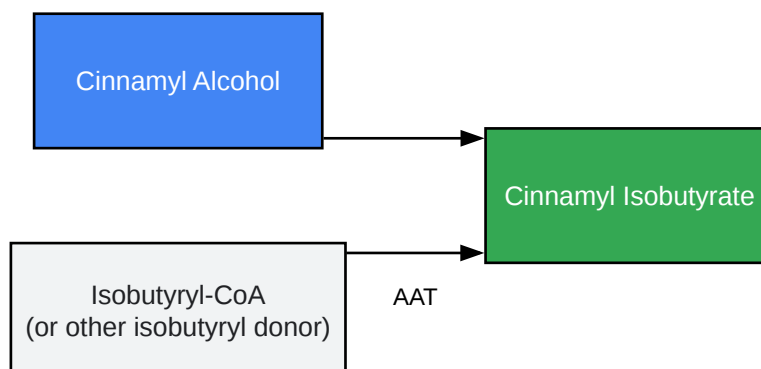 Cinnamyl Alcohol
Cinnamyl Isobutyrate
Isobutyryl-CoA
(or other isobutyryl donor)
AAT